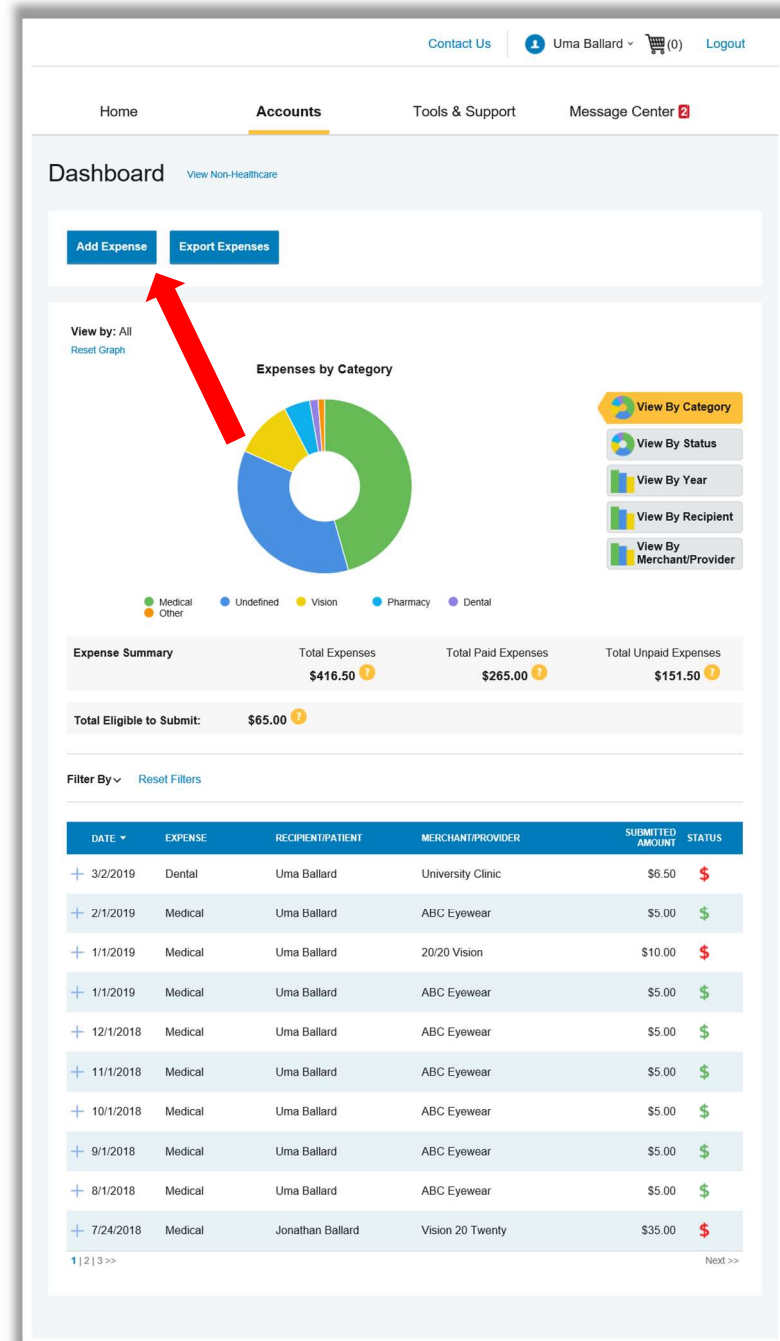 Contact Us Uma Ballard (0) Logout
Home Accounts Tools & Support Message Center 2
Dashboard View Non-Healthcare
Add Expense Export Expenses
View by: All
Reset Graph
Expenses by Category
View By Category
View By Status
View By Year
View By Recipient
View By
Merchant/Provider
Medical Undefined Vision Pharmacy Dental
Other
Expense Summary Total Expenses Total Paid Expenses Total Unpaid Expenses
$416.50 ? $265.00 ? $151.50 ?
Total Eligible to Submit: $65.00 ?
Filter By Reset Filters
DATE EXPENSE RECIPIENT/PATIENT MERCHANT/PROVIDER SUBMITTED AMOUNT STATUS
+ 3/2/2019 Dental Uma Ballard University Clinic $6.50 $
+ 2/1/2019 Medical Uma Ballard ABC Eyewear $5.00 $
+ 1/1/2019 Medical Uma Ballard 20/20 Vision $10.00 $
+ 1/1/2019 Medical Uma Ballard ABC Eyewear $5.00 $
+ 12/1/2018 Medical Uma Ballard ABC Eyewear $5.00 $
+ 11/1/2018 Medical Uma Ballard ABC Eyewear $5.00 $
+ 10/1/2018 Medical Uma Ballard ABC Eyewear $5.00 $
+ 9/1/2018 Medical Uma Ballard ABC Eyewear $5.00 $
+ 8/1/2018 Medical Uma Ballard ABC Eyewear $5.00 $
+ 7/24/2018 Medical Jonathan Ballard Vision 20 Twenty $35.00 $
1 | 2 | 3 >> Next >>